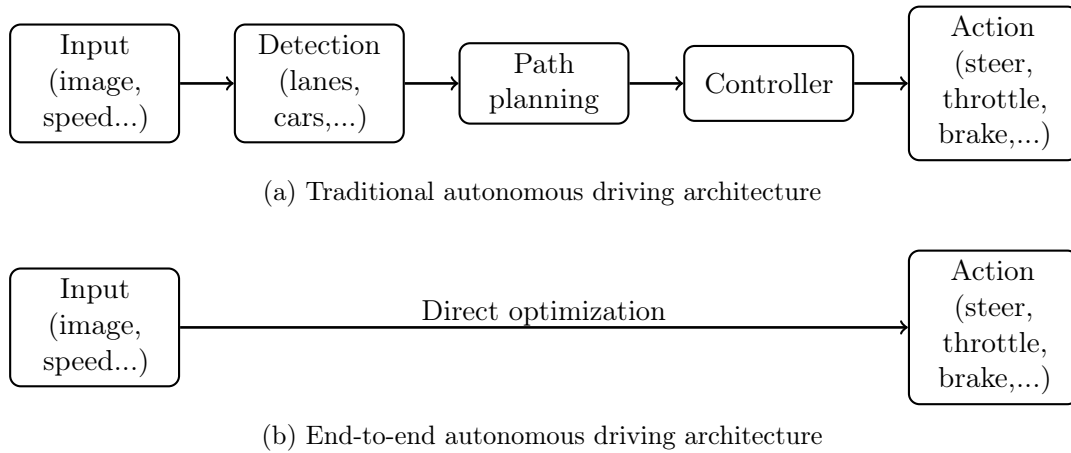 Input
(image,
speed...)
Detection
(lanes,
cars,...)
Path
planning
Controller
Action
(steer,
throttle,
brake,...)
(a) Traditional autonomous driving architecture
Input
(image,
speed...)
Direct optimization
Action
(steer,
throttle,
brake,...)
(b) End-to-end autonomous driving architecture